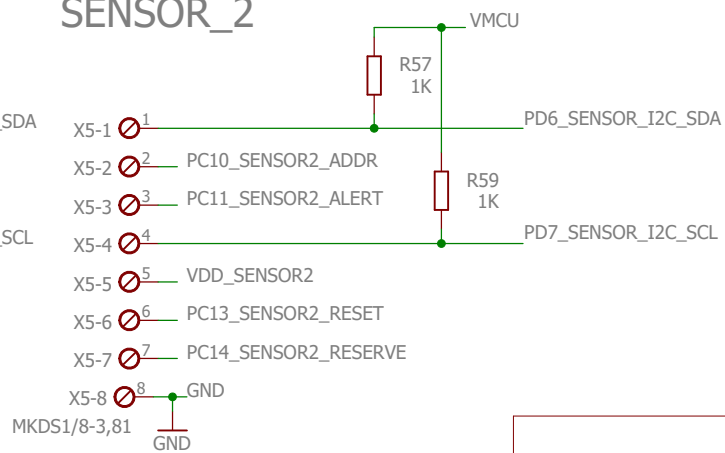 SENSOR_2
VMCU
R57
1K
_SDA
X5-1
1
PD6_SENSOR_I2C_SDA
X5-2
2
PC10_SENSOR2_ADDR
R59
1K
X5-3
3
PC11_SENSOR2_ALERT
_SCL
X5-4
4
PD7_SENSOR_I2C_SCL
X5-5
5
VDD_SENSOR2
X5-6
6
PC13_SENSOR2_RESET
X5-7
7
PC14_SENSOR2_RESERVE
X5-8
8
GND
MKDS1/8-3,81
GND